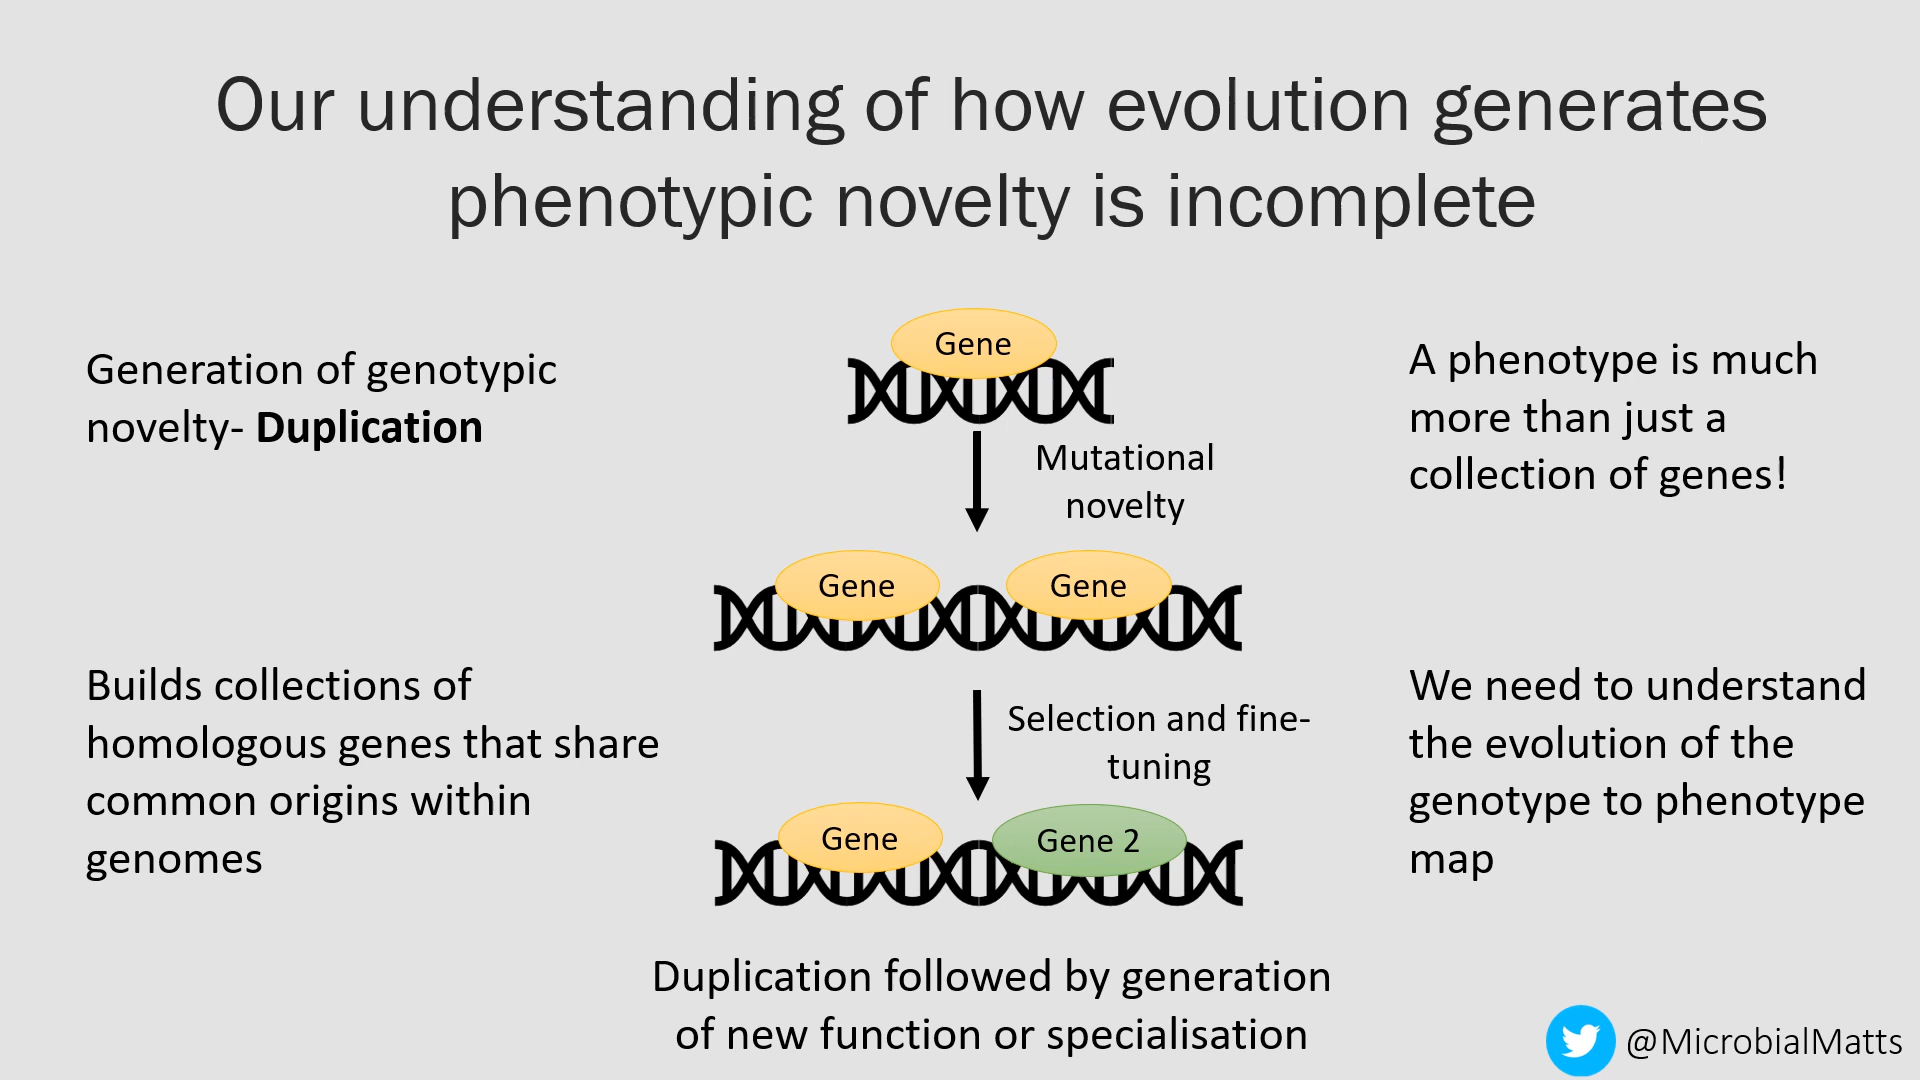 Our understanding of how evolution generates
phenotypic novelty is incomplete
Generation of genotypic
novelty- Duplication
Builds collections of
homologous genes that share
common origins within
genomes
Gene
Mutational
novelty
Gene
Gene
Selection and fine-
tuning
Gene
Gene 2
Duplication followed by generation
of new function or specialisation
A phenotype is much
more than just a
collection of genes!
We need to understand
the evolution of the
genotype to phenotype
map
@MicrobialMatts